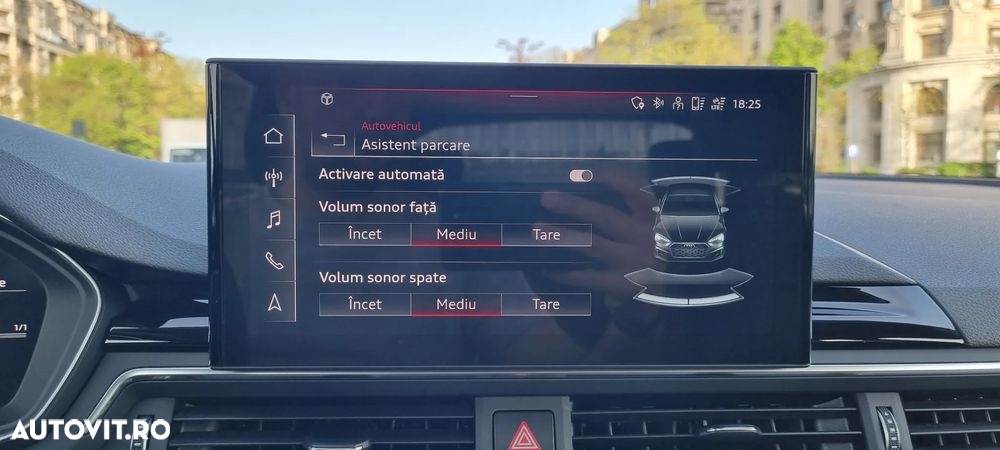 18:25
Autovehicul
Asistent parcare
Activare automată
Volum sonor față
Încet Mediu Tare
Volum sonor spate
Încet Mediu Tare
1/1
AUTOVIT.RO